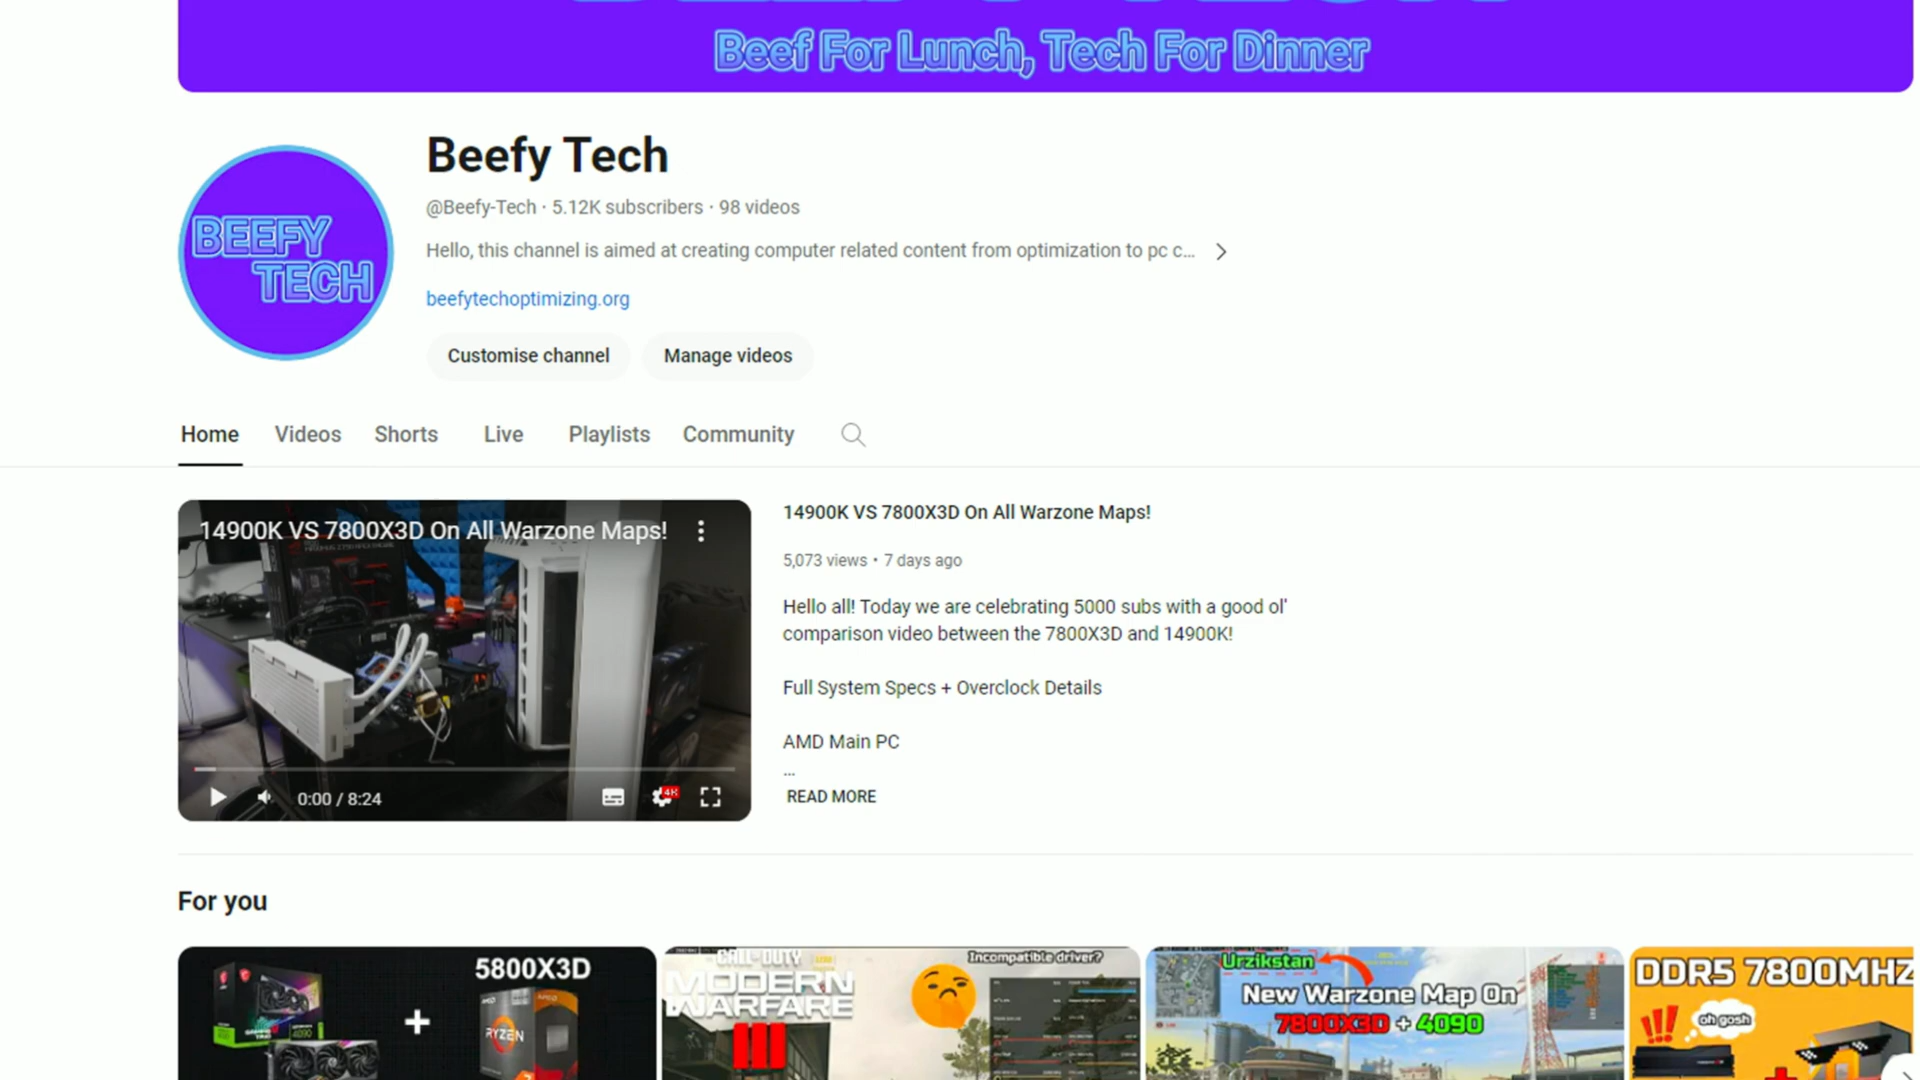 Beef For Lunch, Tech For Dinner
BEEFY
TECH
Beefy Tech
@Beefy-Tech · 5.12K subscribers · 98 videos
Hello, this channel is aimed at creating computer related content from optimization to pc c...
beefytechoptimizing.org
Customise channel
Manage videos
Home
Videos
Shorts
Live
Playlists
Community
14900K VS 7800X3D On All Warzone Maps!
0:00 / 8:24
4K
14900K VS 7800X3D On All Warzone Maps!
5,073 views • 7 days ago
Hello all! Today we are celebrating 5000 subs with a good ol'
comparison video between the 7800X3D and 14900K!
Full System Specs + Overclock Details
AMD Main PC
...
READ MORE
For you
5800X3D
+
RYZEN
CALL OF DUTY
MODERN
WARFARE
III
Incompatible driver?
Urzikstan
New Warzone Map On
7800X3D + 4090
DDR5 7800MHZ
!!!
oh gosh